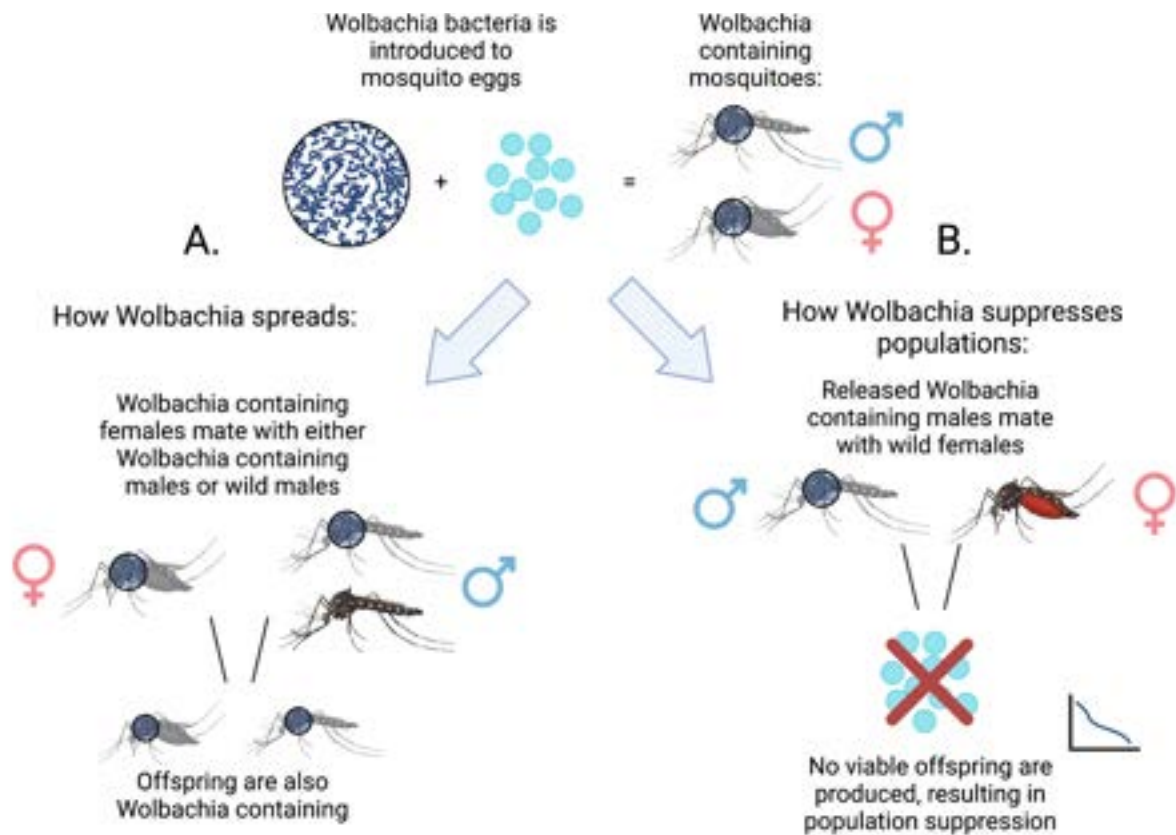 Wolbachia bacteria is
introduced to
mosquito eggs
Wolbachia
containing
mosquitoes:
+
=
A.
B.
How Wolbachia spreads:
Wolbachia containing
females mate with either
Wolbachia containing
males or wild males
Offspring are also
Wolbachia containing
How Wolbachia suppresses
populations:
Released Wolbachia
containing males mate
with wild females
No viable offspring are
produced, resulting in
population suppression